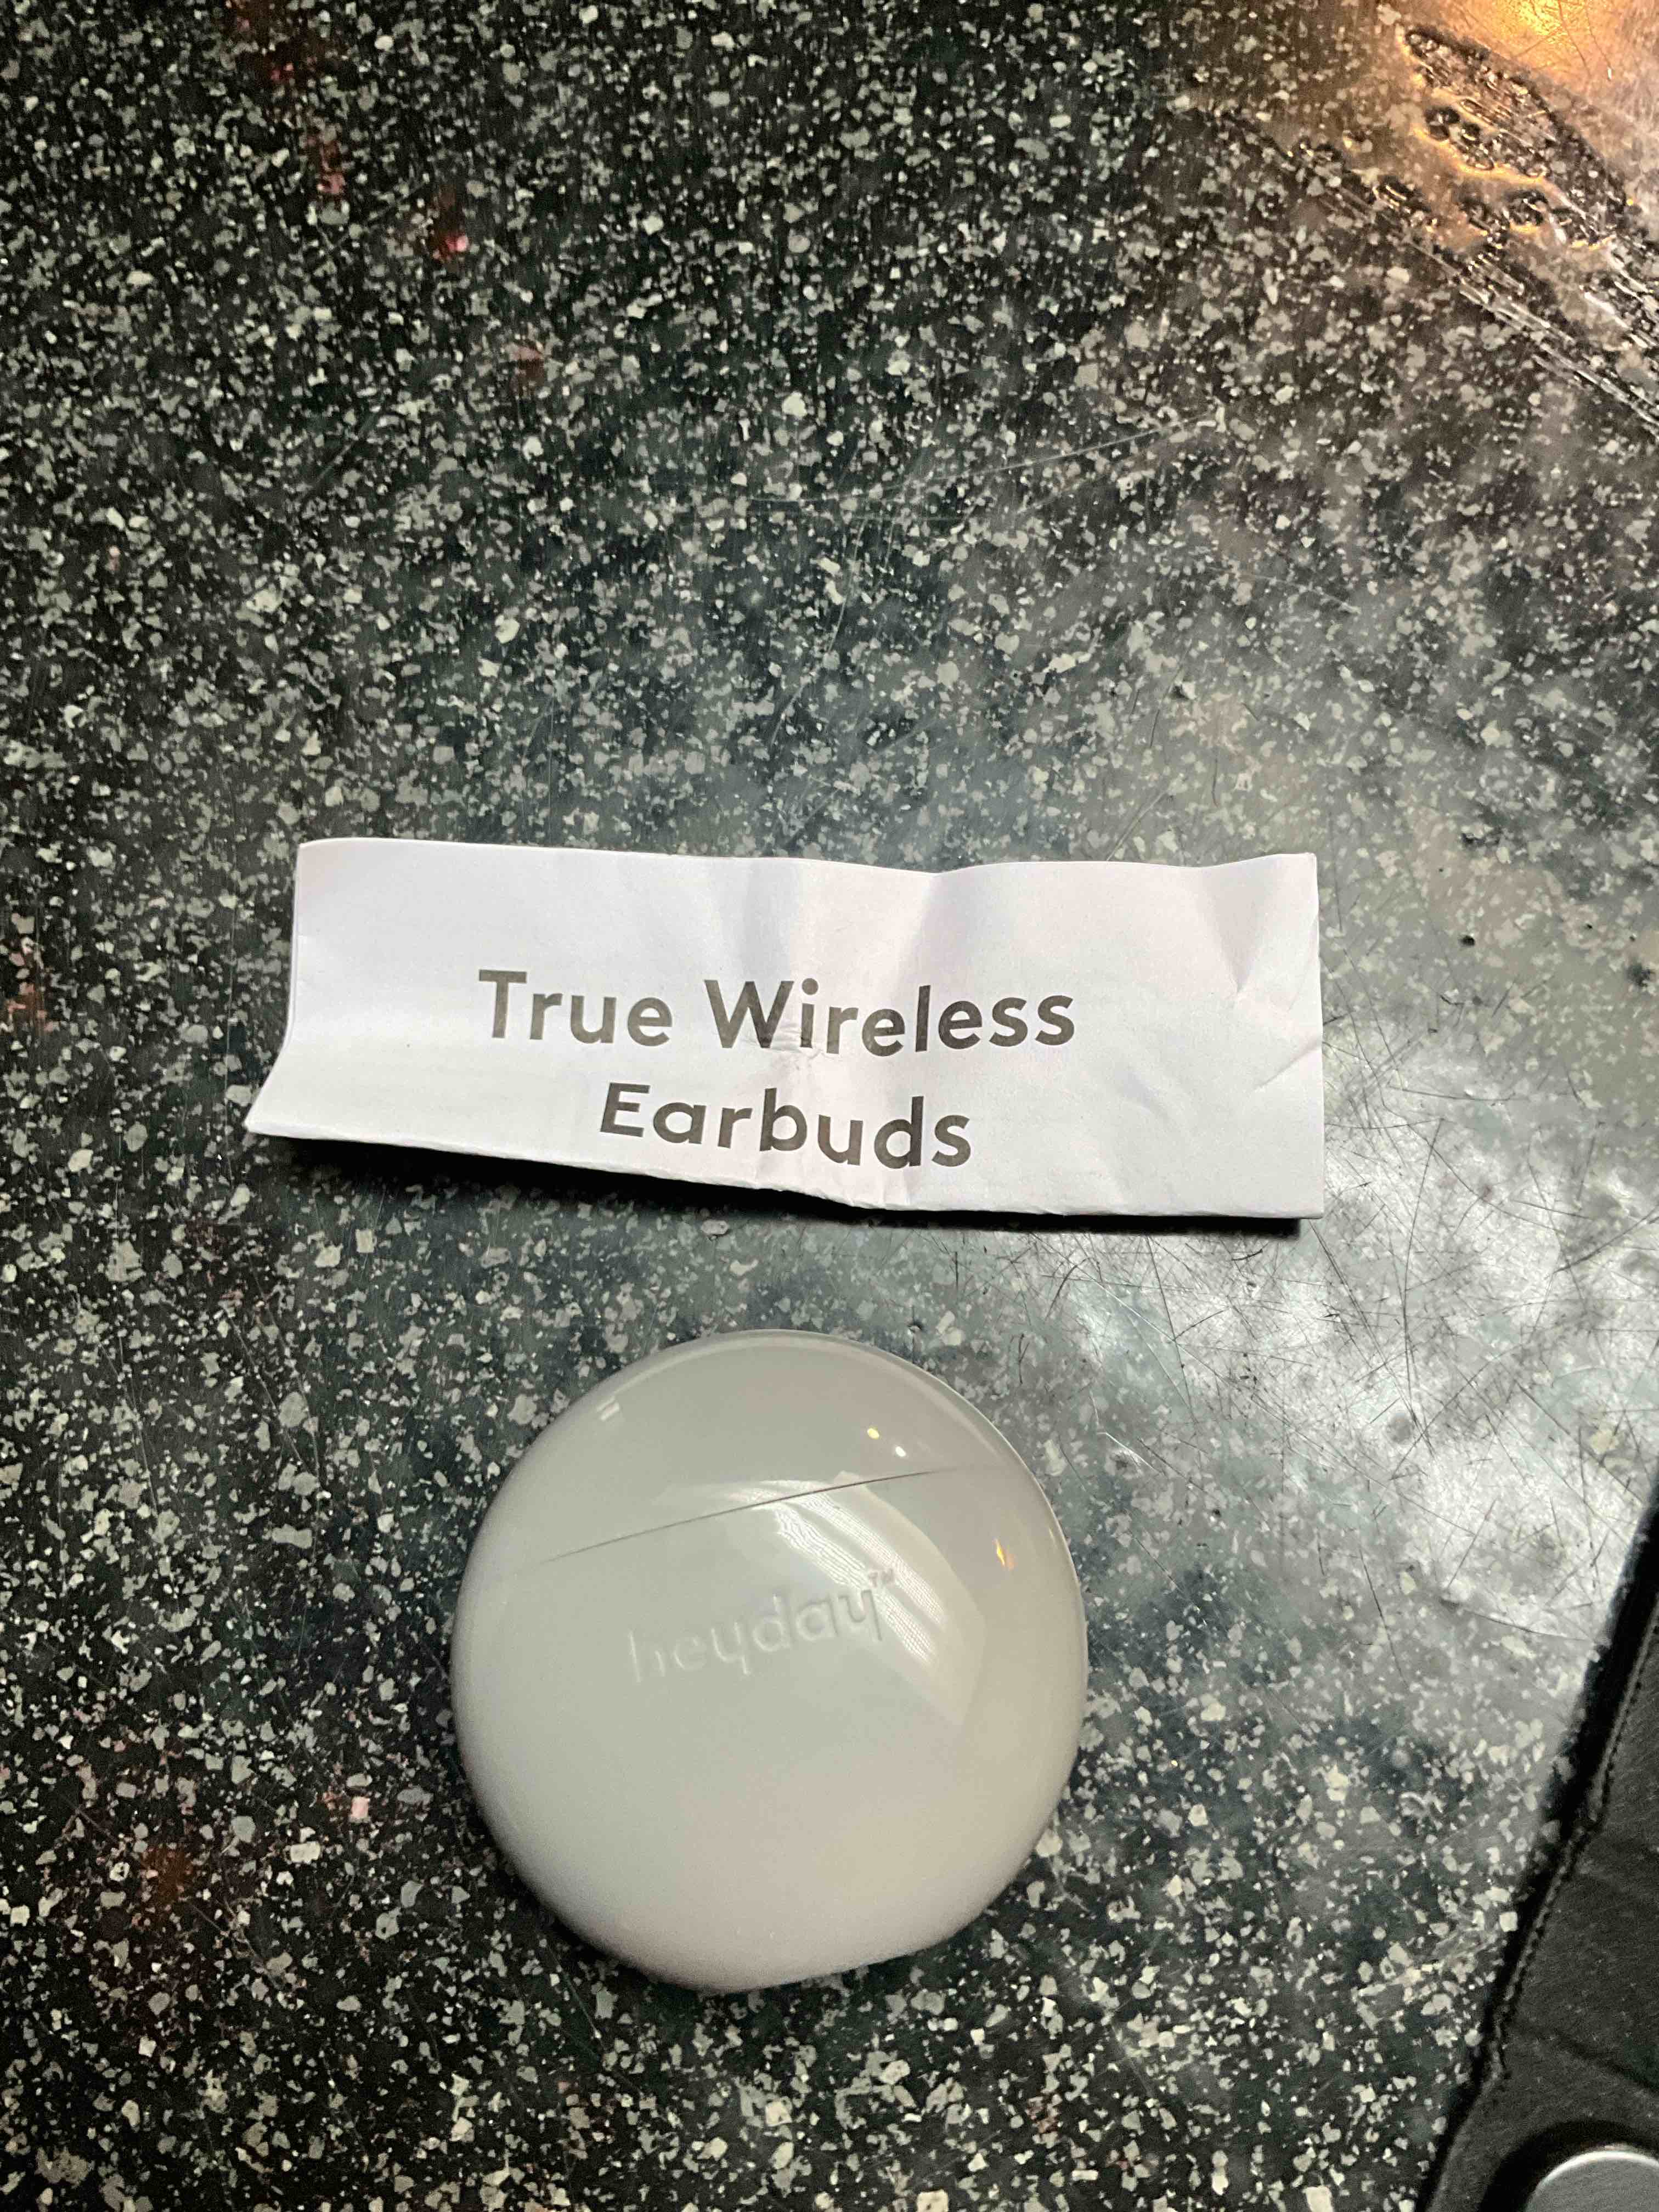 True Wireless
Earbuds
heyday™